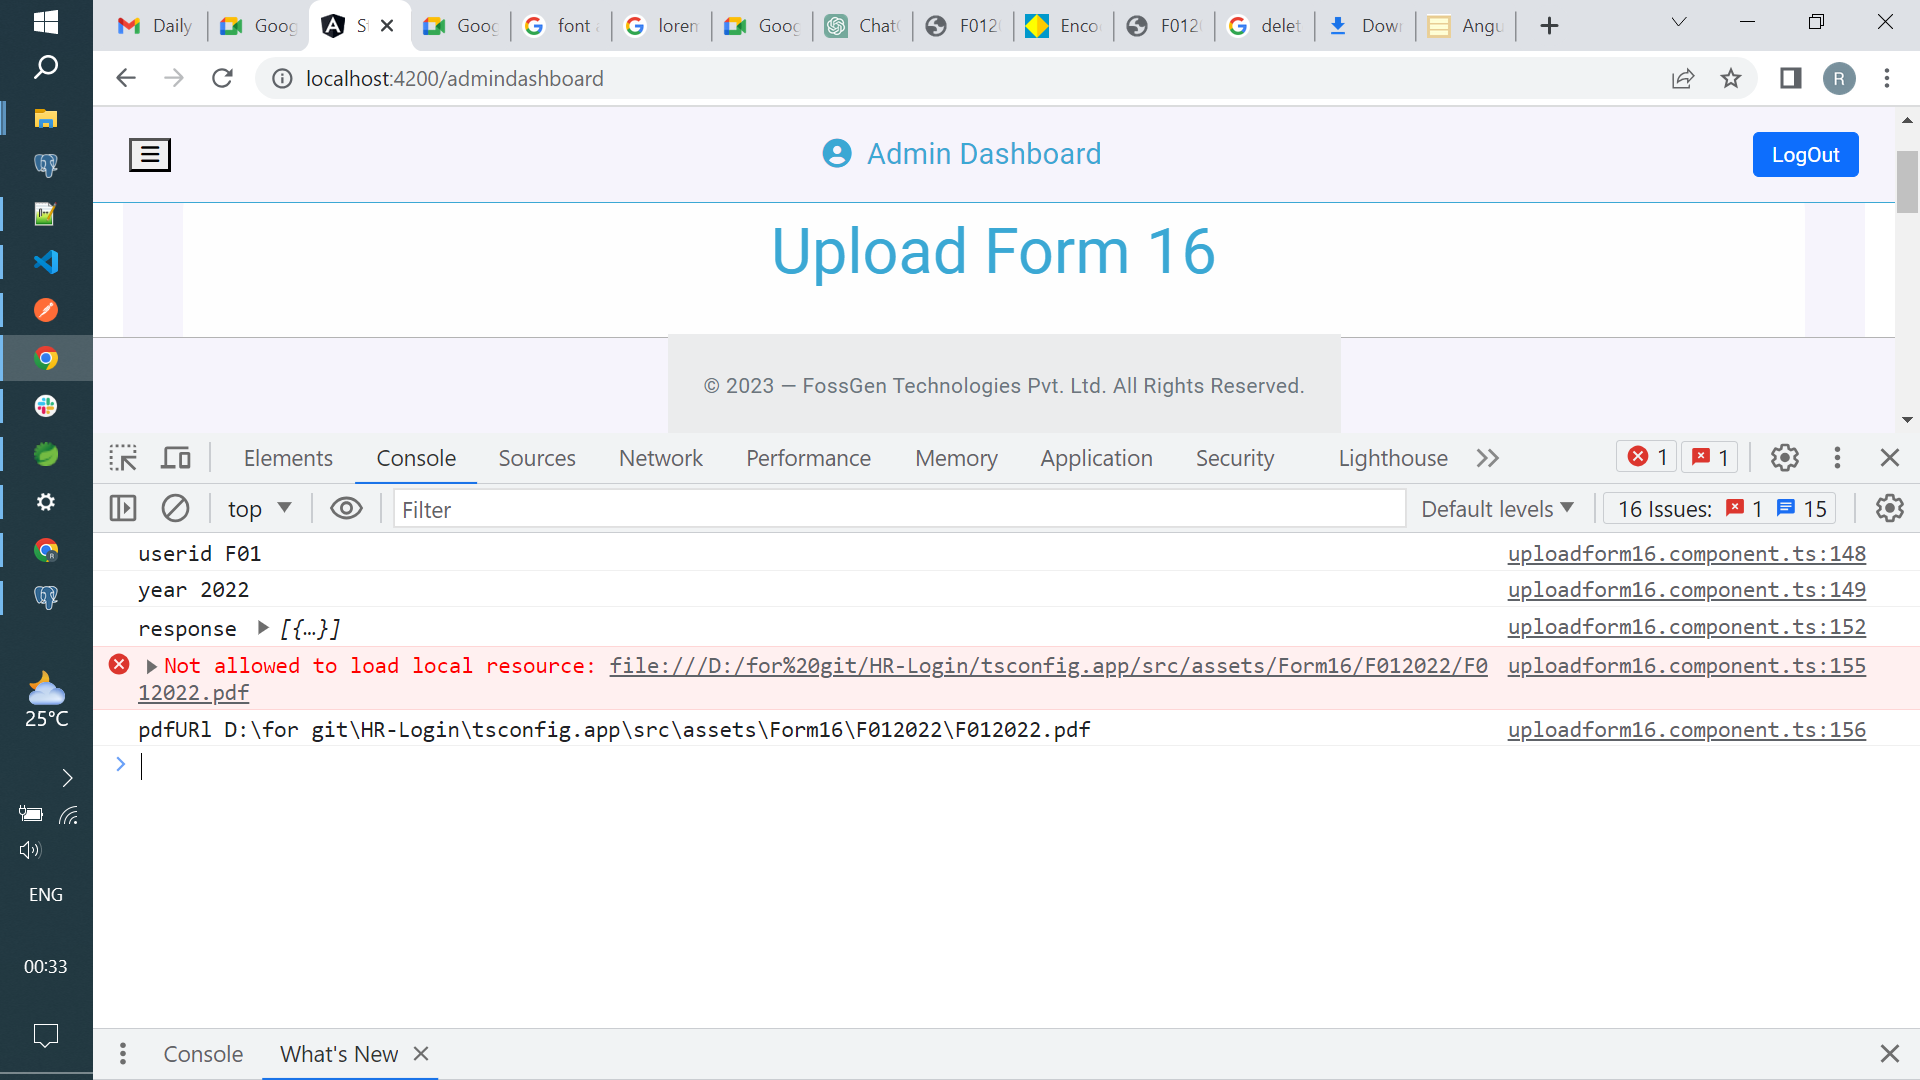 Daily
Goog
St
Goog
font a
lorem
Goog
Chat
F012
Enco
F012
delet
Dow
Angu
localhost:4200/admindashboard
R
Admin Dashboard
LogOut
Upload Form 16
© 2023 — FossGen Technologies Pvt. Ltd. All Rights Reserved.
Elements Console Sources Network Performance Memory Application Security Lighthouse 1 1
top Filter Default levels 16 Issues: 1 15
userid F01 uploadform16.component.ts:148
year 2022 uploadform16.component.ts:149
response [{…}] uploadform16.component.ts:152
Not allowed to load local resource: file:///D:/for%20git/HR-Login/tsconfig.app/src/assets/Form16/F012022/F0 uploadform16.component.ts:155
12022.pdf
pdfURl D:\for git\HR-Login\tsconfig.app\src\assets\Form16\F012022\F012022.pdf uploadform16.component.ts:156
25°C
ENG
00:33
Console What's New